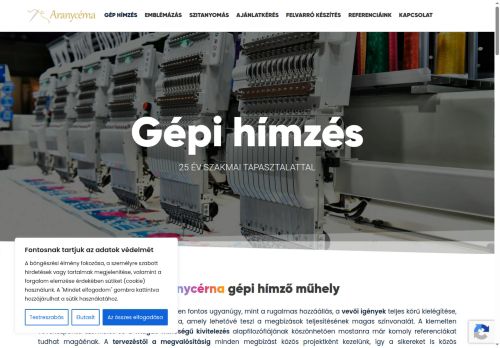 Aranycérna
GÉP HÍMZÉS
EMBLÉMÁZÁS
SZITANYOMÁS
AJÁNLATKÉRÉS
FELVARRÓ KÉSZÍTÉS
REFERENCIÁINK
KAPCSOLAT
Gépi hímzés
25 ÉV SZAKMAI TAPASZTALATTAL
nycérna gépi hímző műhely
en fontos ugyanúgy, mint a rugalmas hozzáállás, a vevői igények teljes körű kielégítése,
a, amely lehetővé teszi a megbízások teljesítésének magas színvonalát. A kiemelten
minőségű kivitelezés alapfilozófiájának köszönhetően mostanra már komoly referenciákat
tudhat magáénak. A tervezéstől a megvalósításig minden megbízást közös projektként kezelünk, így a sikereket is közös
Fontosnak tartjuk az adatok védelmét
A böngészési élmény fokozása, a személyre szabott
hirdetések vagy tartalmak megjelenítése, valamint a
forgalom elemzése érdekében sütiket (cookie)
használunk. A "Mindet elfogadom" gombra kattintva
hozzájárulhat a sütik használatához.
Testreszabás
Elutasít
Az összes elfogadása